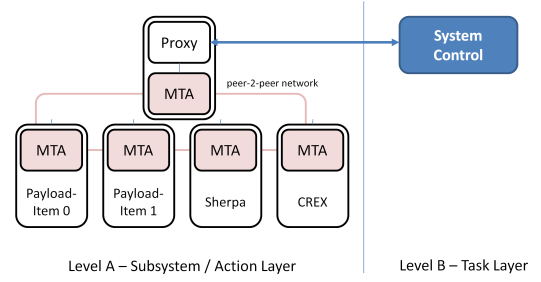 Proxy
System
Control
MTA
peer-2-peer network
MTA
MTA
MTA
MTA
Payload-
Item 0
Payload-
Item 1
Sherpa
CREX
Level A – Subsystem / Action Layer
Level B – Task Layer